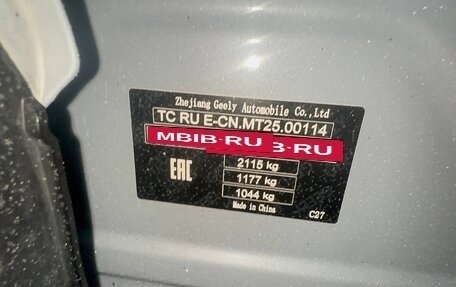 Zhejiang Geely Automobile Co.,Ltd
TC RU E-CN.MT25.00114
MBIB-RU
B-RU
EAC
2115 kg
1177 kg
1044 kg
Made in China
C27